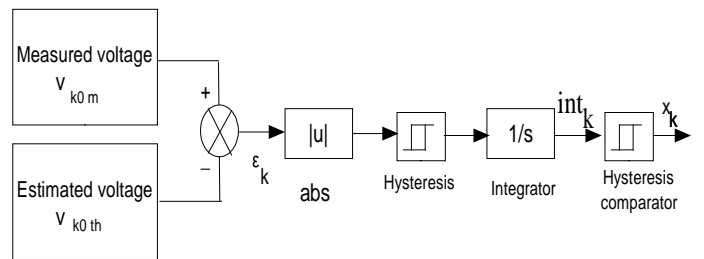 Measured voltage
v k0 m
+
−
Estimated voltage
v k0 th
ε k
|u|
abs
Hysteresis
1/s
Integrator
int k
Hysteresis
comparator
x k